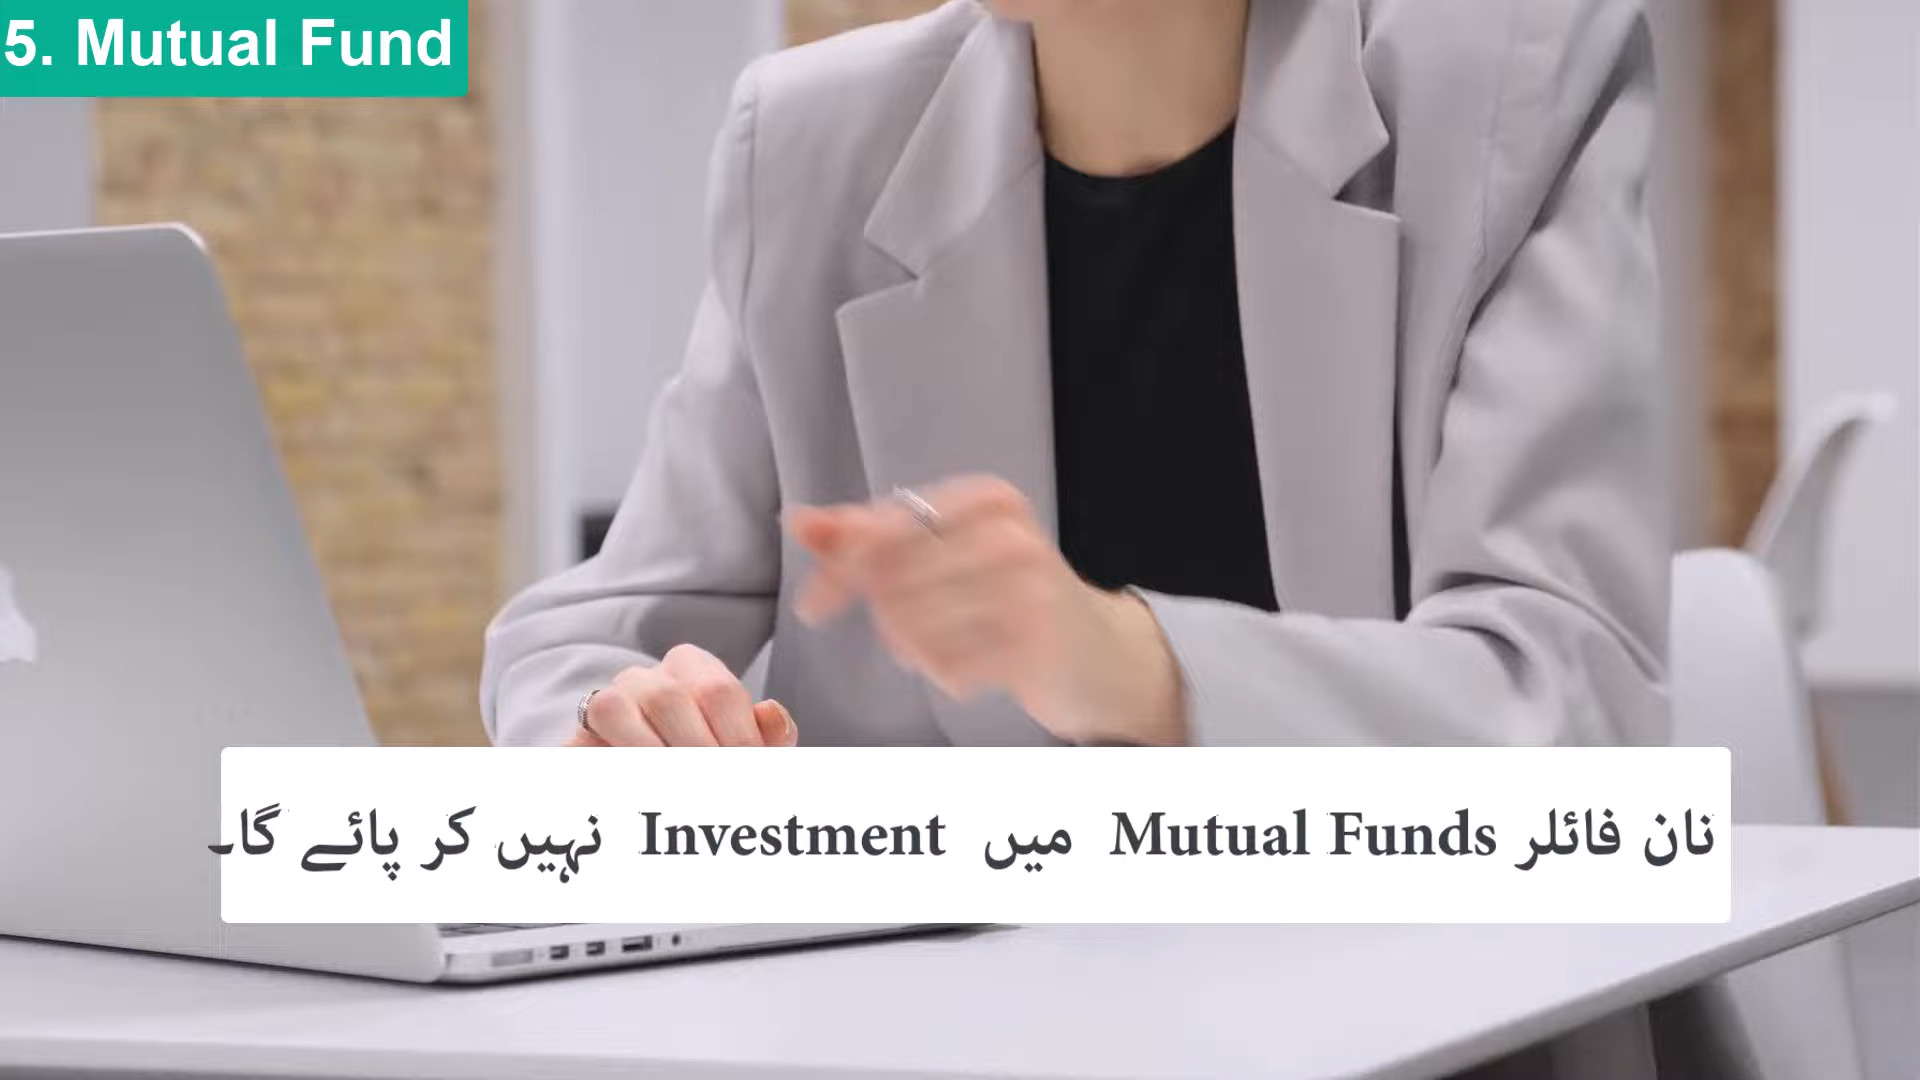 5. Mutual Fund
نان فائلر Mutual Funds میں Investment نہیں کر پائے گا۔